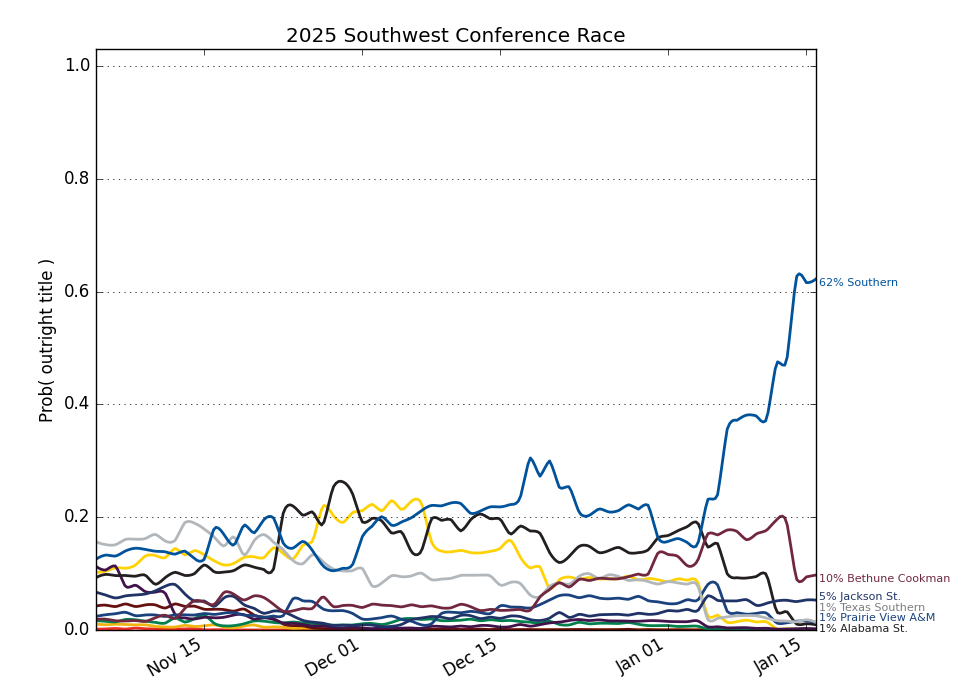 2025 Southwest Conference Race
Prob( outright title )
1.0
0.8
0.6
0.4
0.2
0.0
Nov 15
Dec 01
Dec 15
Jan 01
Jan 15
62% Southern
10% Bethune Cookman
5% Jackson St.
1% Texas Southern
1% Prairie View A&M
1% Alabama St.